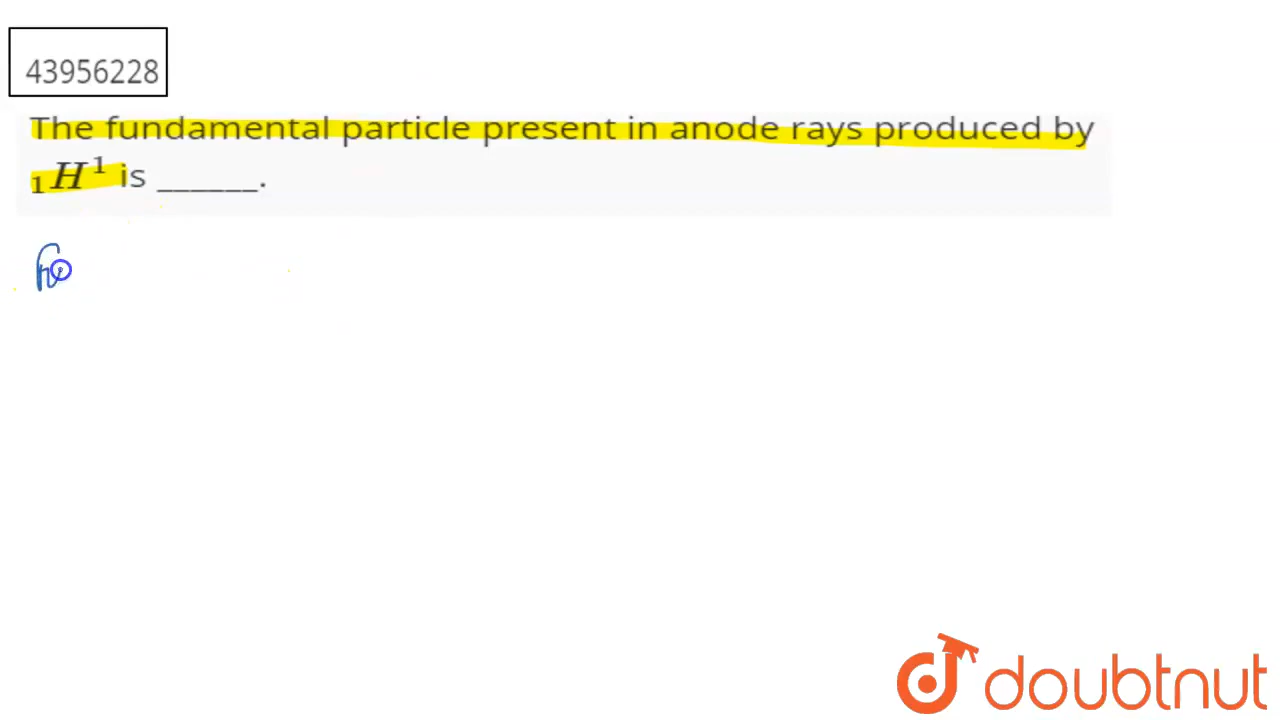 43956228
The fundamental particle present in anode rays produced by
₁H¹ is ______.
doubtnut